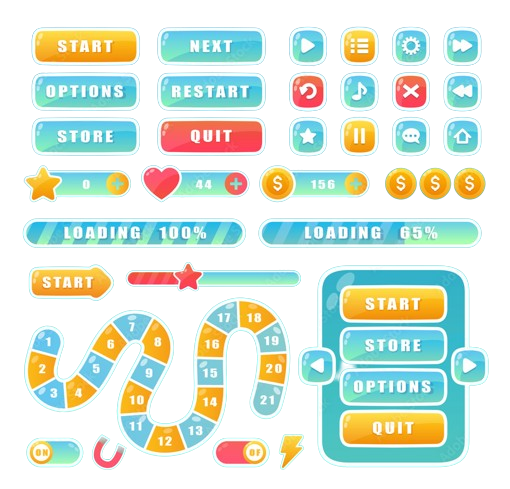 START
NEXT
OPTIONS
RESTART
STORE
QUIT
0
44
156
$ $ $ $
LOADING 100%
LOADING 65%
START
START
STORE
OPTIONS
QUIT
1
2
3
4
5
6
7
8
9
10
11
12
13
14
15
16
17
18
19
20
21
ON
OF